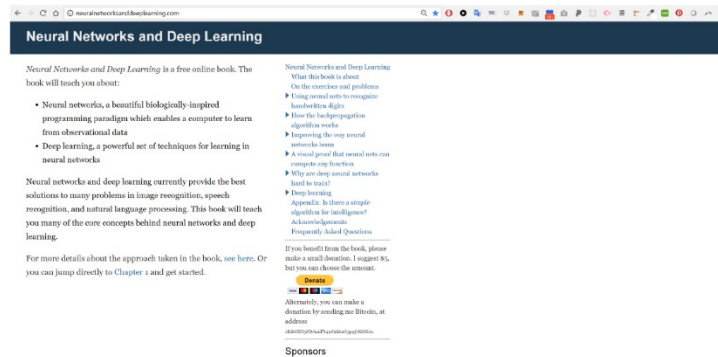 neuralnetworksanddeeplearning.com
Neural Networks and Deep Learning
Neural Networks and Deep Learning is a free online book. The
book will teach you about:
• Neural networks, a beautiful biologically-inspired
programming paradigm which enables a computer to learn
from observational data
• Deep learning, a powerful set of techniques for learning in
neural networks
Neural networks and deep learning currently provide the best
solutions to many problems in image recognition, speech
recognition, and natural language processing. This book will teach
you many of the core concepts behind neural networks and deep
learning.
For more details about the approach taken in the book, see here. Or
you can jump directly to Chapter 1 and get started.
Neural Networks and Deep Learning
What this book is about
On the exercises and problems
Using neural nets to recognize
handwritten digits
How the backpropagation
algorithm works
Improving the way neural
networks learn
A visual proof that neural nets can
compute any function
Why are deep neural networks
hard to train?
Deep learning
Appendix: Is there a simple
algorithm for intelligence?
Acknowledgements
Frequently Asked Questions
If you benefit from the book, please
make a small donation. I suggest $5,
but you can choose the amount.
Donate
Alternately, you can make a
donation by sending me Bitcoin, at
address
Sponsors